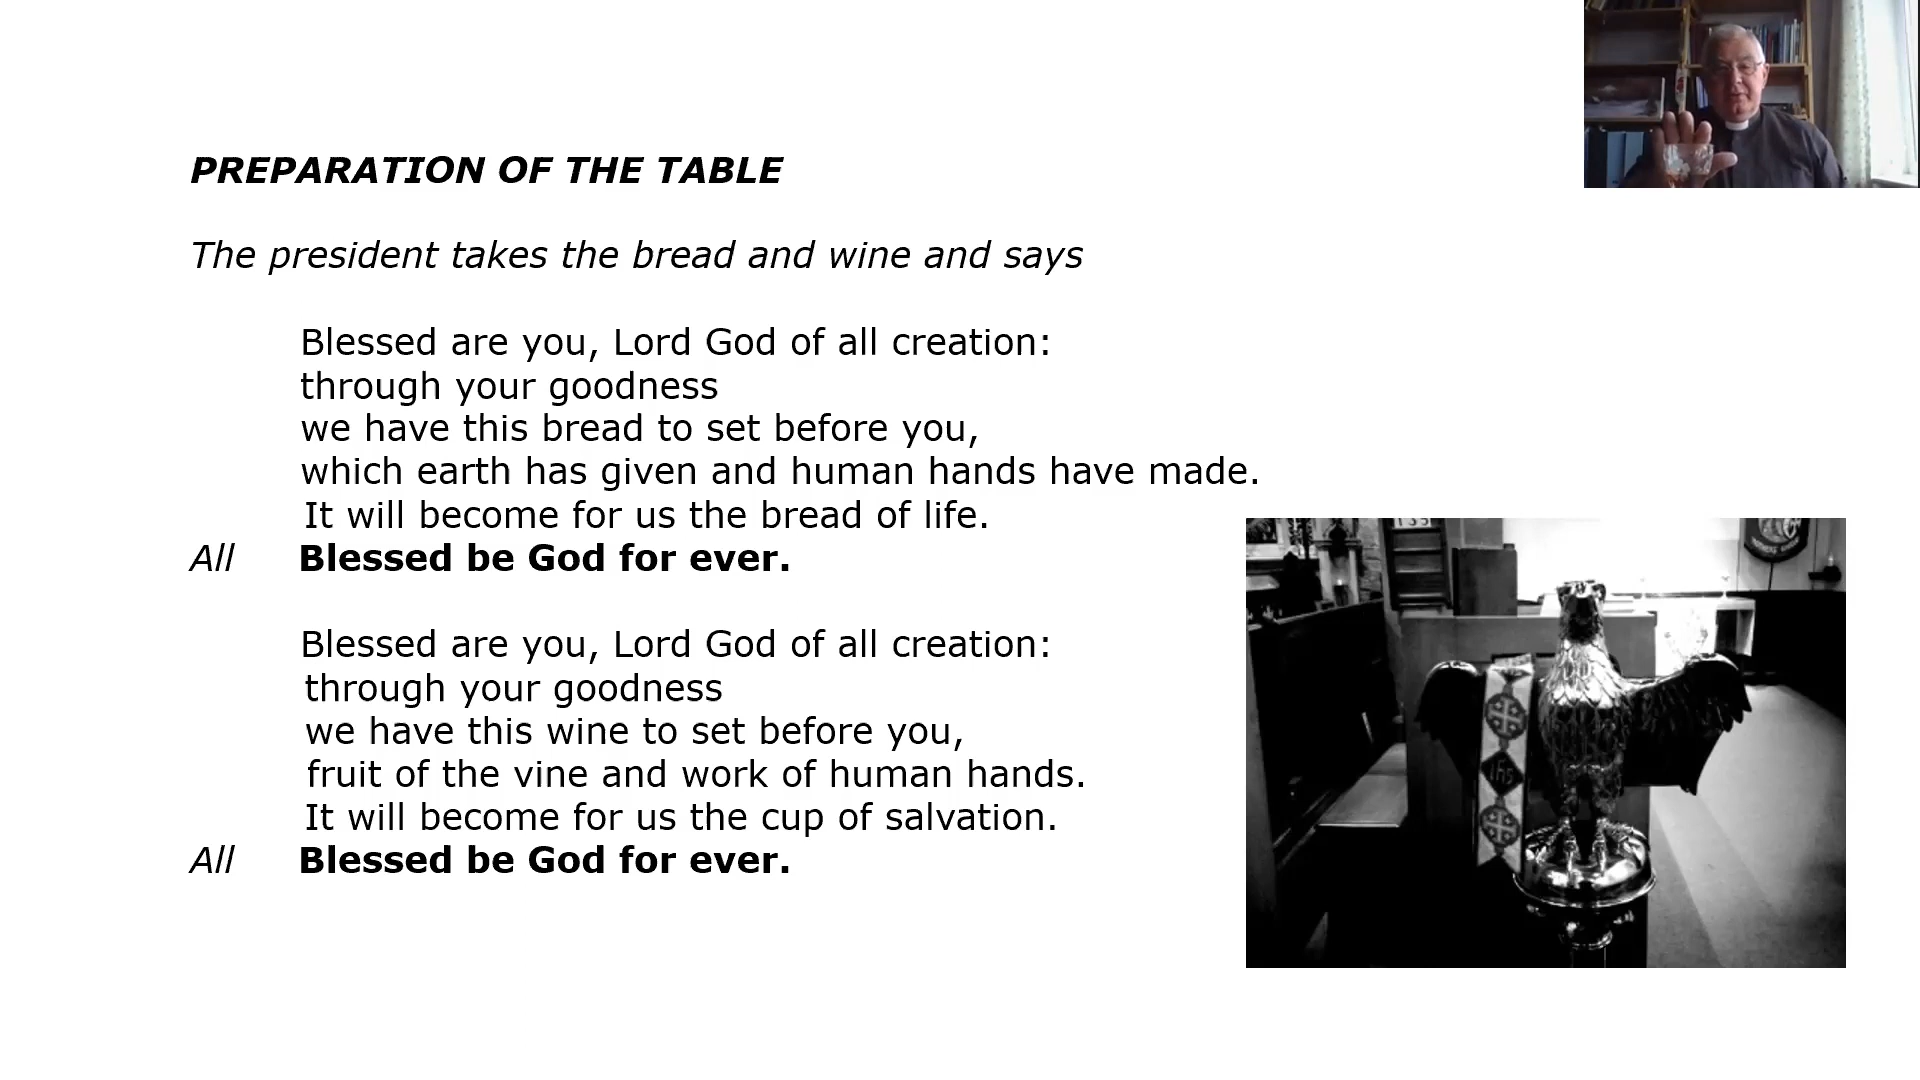 PREPARATION OF THE TABLE
The president takes the bread and wine and says
Blessed are you, Lord God of all creation:
through your goodness
we have this bread to set before you,
which earth has given and human hands have made.
It will become for us the bread of life.
All Blessed be God for ever.
Blessed are you, Lord God of all creation:
through your goodness
we have this wine to set before you,
fruit of the vine and work of human hands.
It will become for us the cup of salvation.
All Blessed be God for ever.
135
IHS